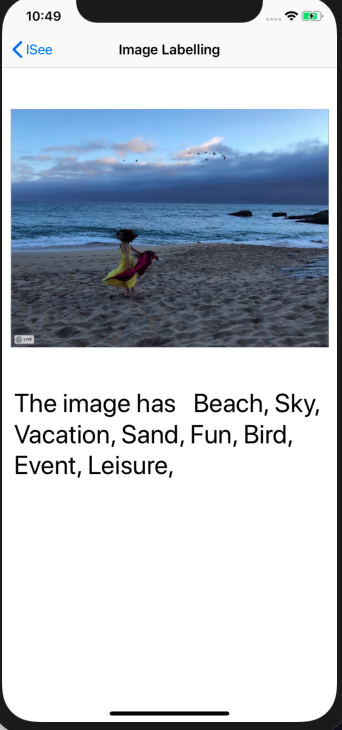 10:49
ISee
Image Labelling
LIVE
The image has   Beach, Sky,
Vacation, Sand, Fun, Bird,
Event, Leisure,